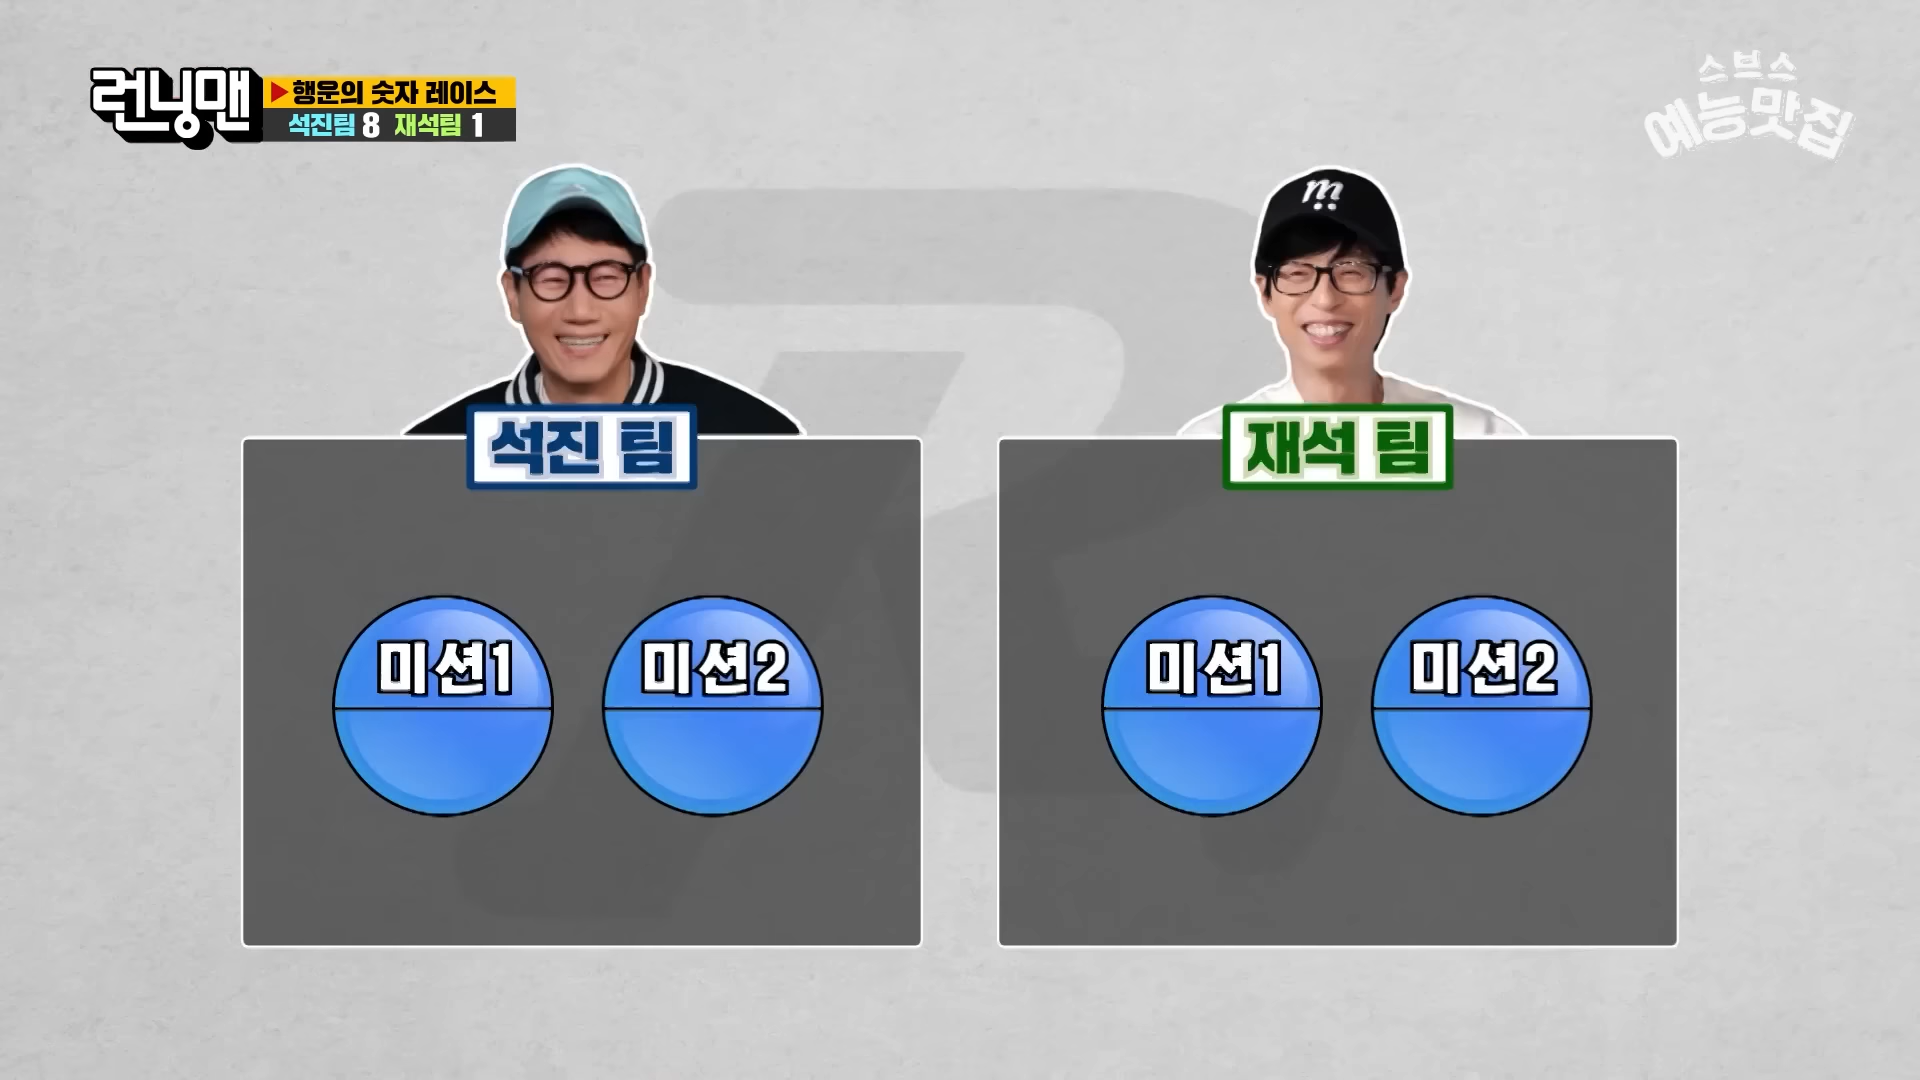 런닝맨
▶행운의 숫자 레이스
석진팀 8 재석팀 1
스브스
예능맛집
m
석진 팀
재석 팀
미션1
미션2
미션1
미션2